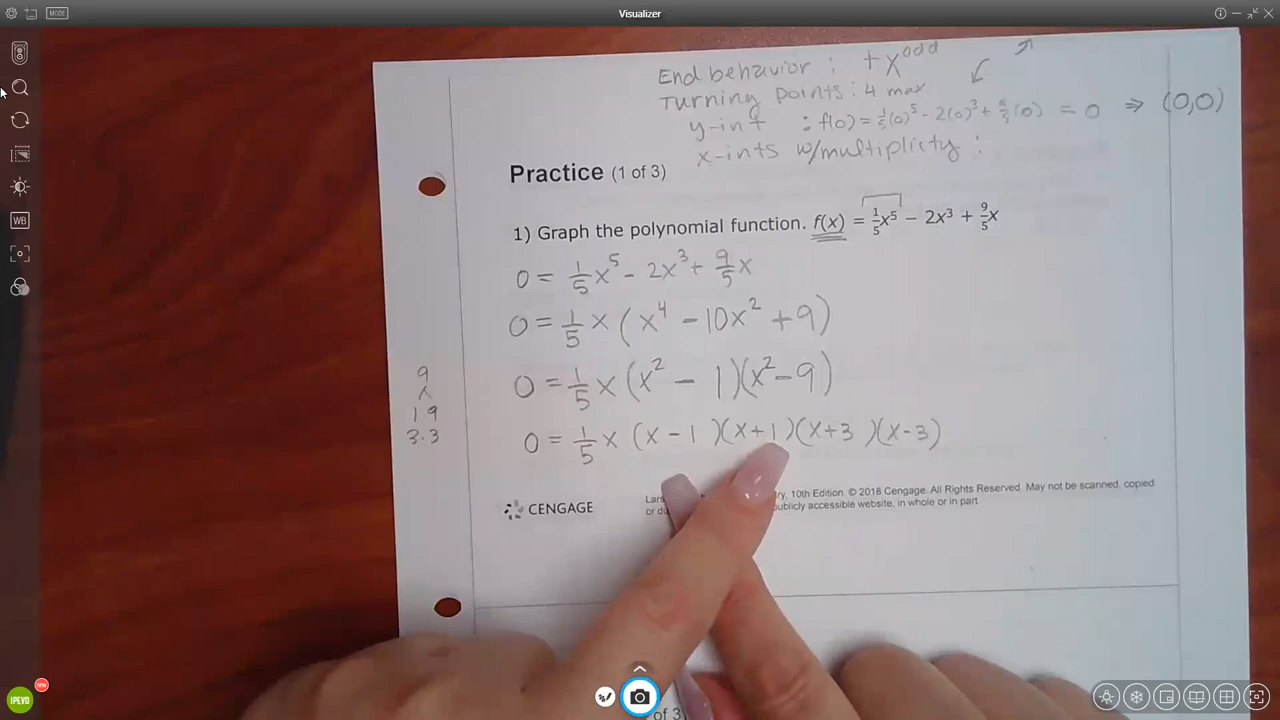 MODE
Visualizer
WB
End behavior : + x^odd
Turning points : 4 max
y-int : f(0) = 1/5(0)^5 - 2(0)^3 + 9/5(0) = 0 ⇒ (0,0)
x-ints w/multiplicty :
Practice (1 of 3)
1) Graph the polynomial function. f(x) = 1/5x^5 − 2x^3 + 9/5x
0 = 1/5x^5 - 2x^3 + 9/5x
0 = 1/5x(x^4 - 10x^2 + 9)
0 = 1/5x(x^2 - 1)(x^2 - 9)
0 = 1/5x(x - 1)(x + 1)(x + 3)(x - 3)
9
1 9
3·3
CENGAGE
10th Edition. © 2018 Cengage. All Rights Reserved. May not be scanned, copied
publicly accessible website, in whole or in part
of 3
IPEVO